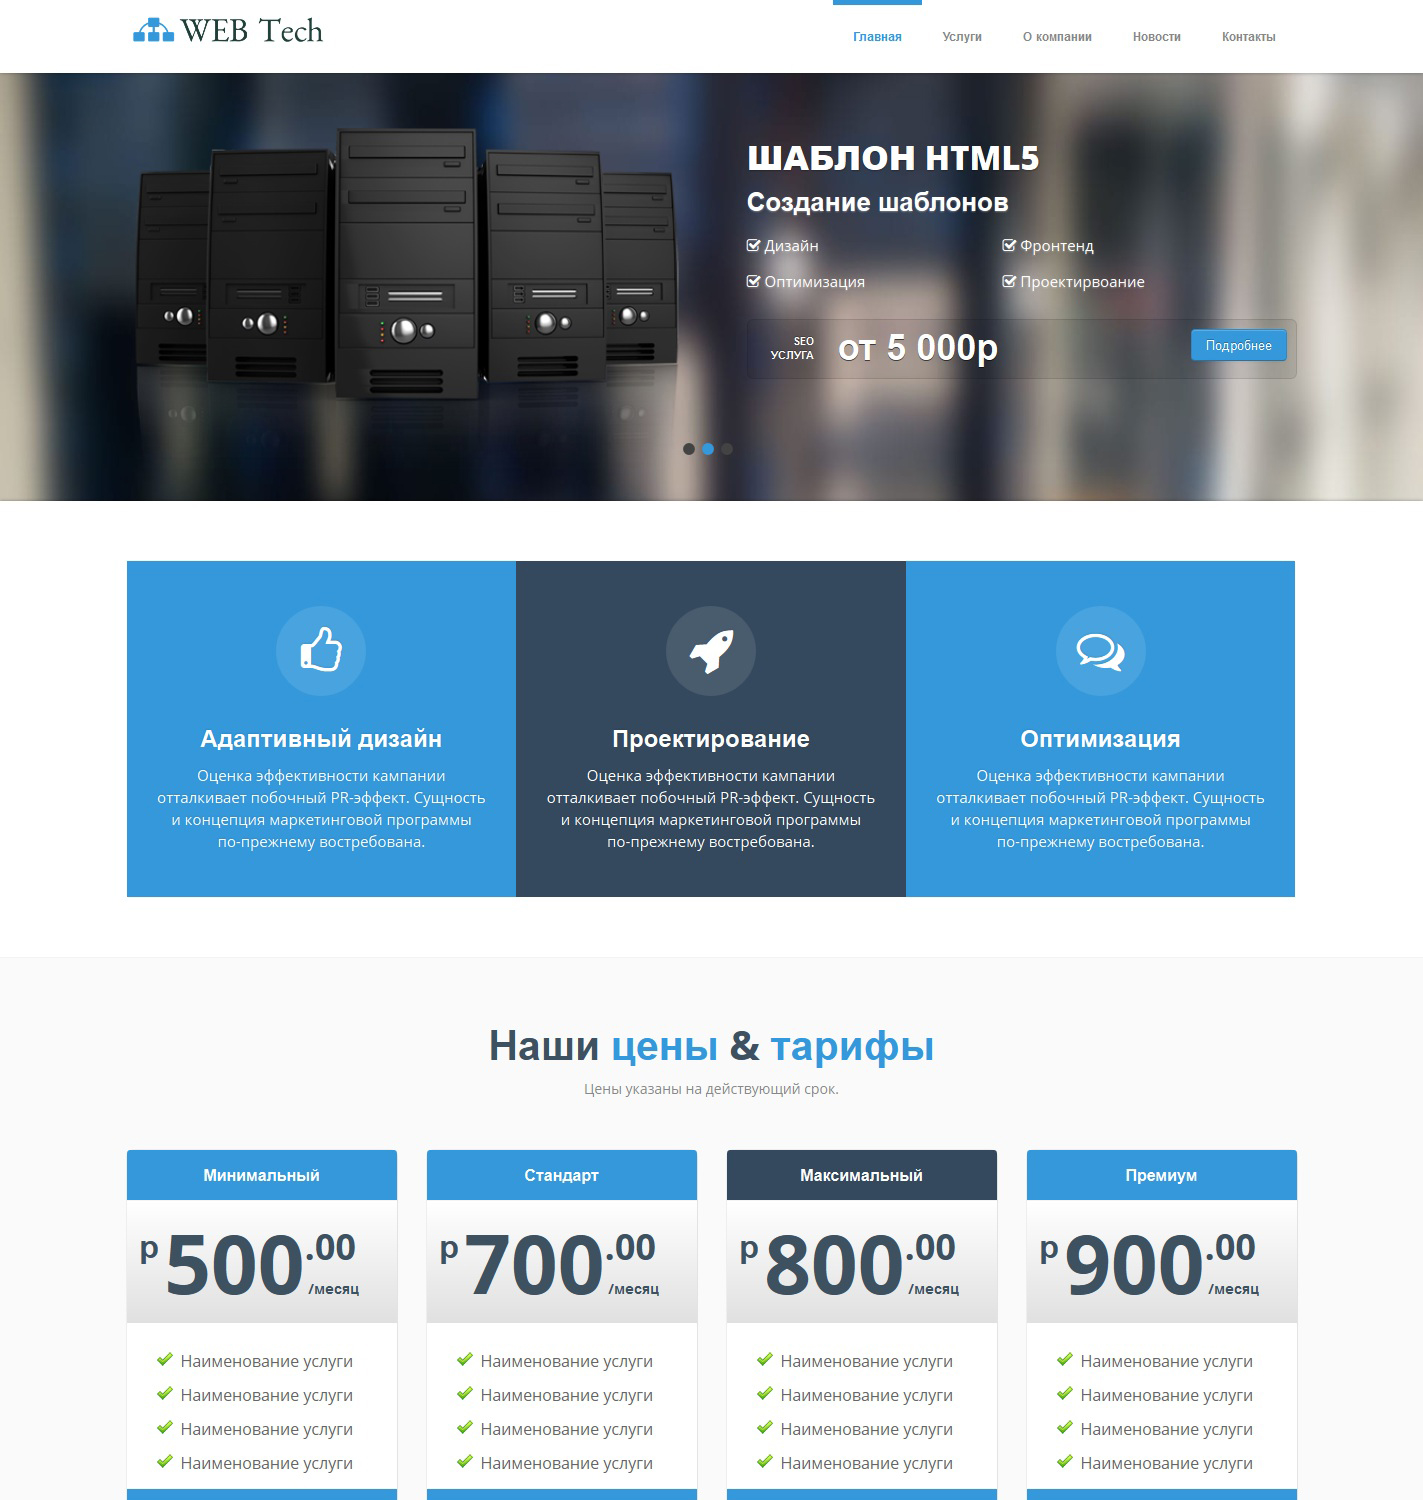 WEB Tech
Главная Услуги О компании Новости Контакты
ШАБЛОН HTML5
Создание шаблонов
Дизайн Фронтенд
Оптимизация Проектирвоание
SEO
УСЛУГА
от 5 000р
Подробнее
Адаптивный дизайн
Оценка эффективности кампании
отталкивает побочный PR-эффект. Сущность
и концепция маркетинговой программы
по-прежнему востребована.
Проектирование
Оценка эффективности кампании
отталкивает побочный PR-эффект. Сущность
и концепция маркетинговой программы
по-прежнему востребована.
Оптимизация
Оценка эффективности кампании
отталкивает побочный PR-эффект. Сущность
и концепция маркетинговой программы
по-прежнему востребована.
Наши цены & тарифы
Цены указаны на действующий срок.
Минимальный
р500.00
/месяц
Наименование услуги
Наименование услуги
Наименование услуги
Наименование услуги
Стандарт
р700.00
/месяц
Наименование услуги
Наименование услуги
Наименование услуги
Наименование услуги
Максимальный
р800.00
/месяц
Наименование услуги
Наименование услуги
Наименование услуги
Наименование услуги
Премиум
р900.00
/месяц
Наименование услуги
Наименование услуги
Наименование услуги
Наименование услуги